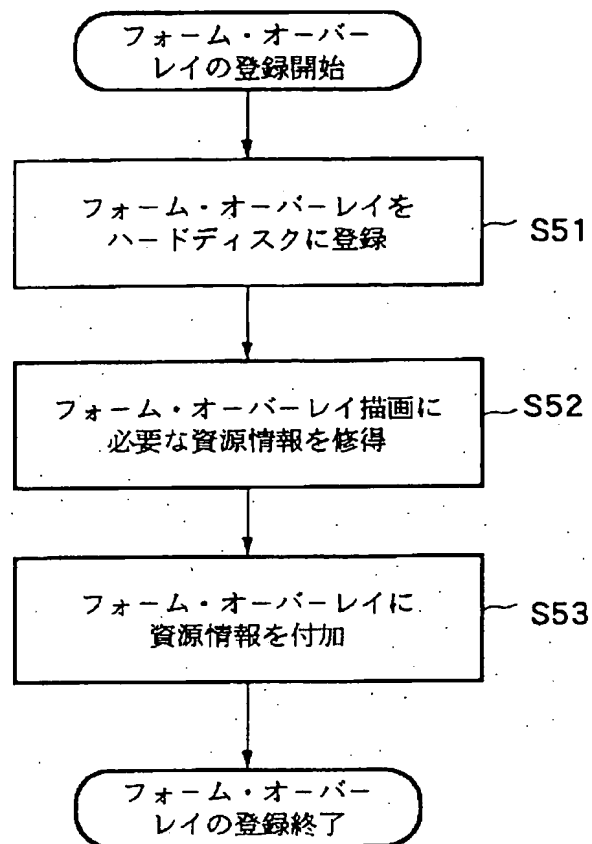 フォーム・オーバー
レイの登録開始
フォーム・オーバーレイを
ハードディスクに登録
S51
フォーム・オーバーレイ描画に
必要な資源情報を修得
S52
フォーム・オーバーレイに
資源情報を付加
S53
フォーム・オーバー
レイの登録終了